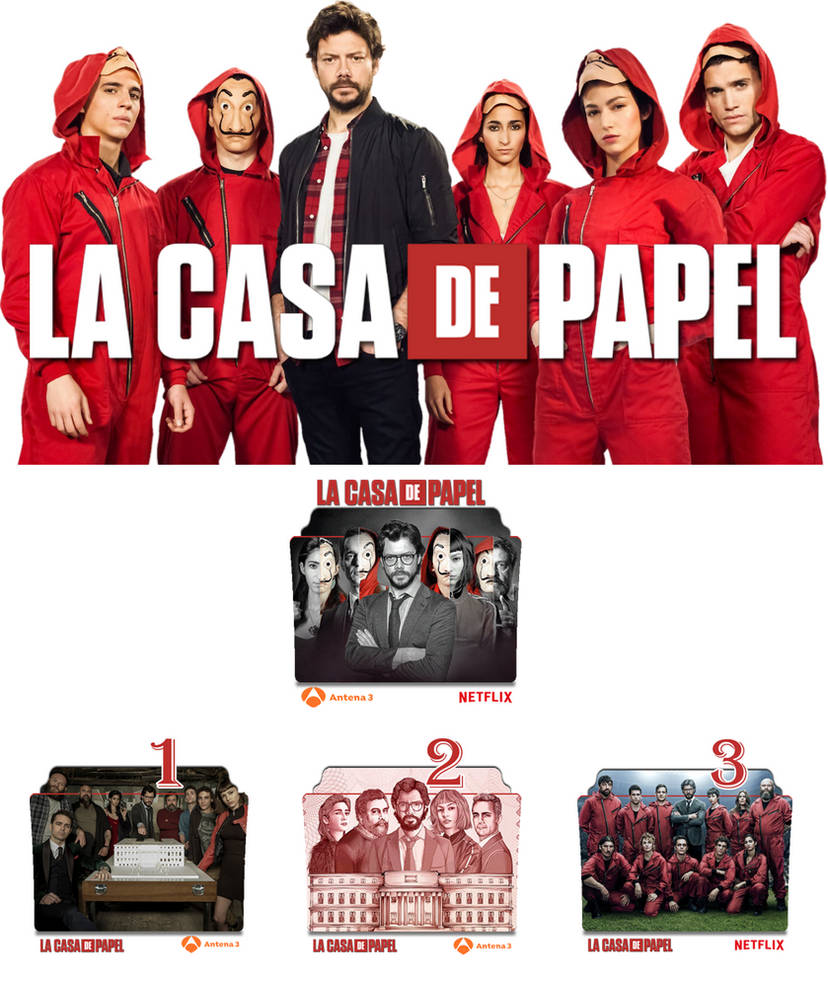 LA CASA DE PAPEL
LA CASA DE PAPEL
Antena 3
NETFLIX
1
2
3
LA CASA DE PAPEL
Antena 3
LA CASA DE PAPEL
Antena 3
LA CASA DE PAPEL
NETFLIX